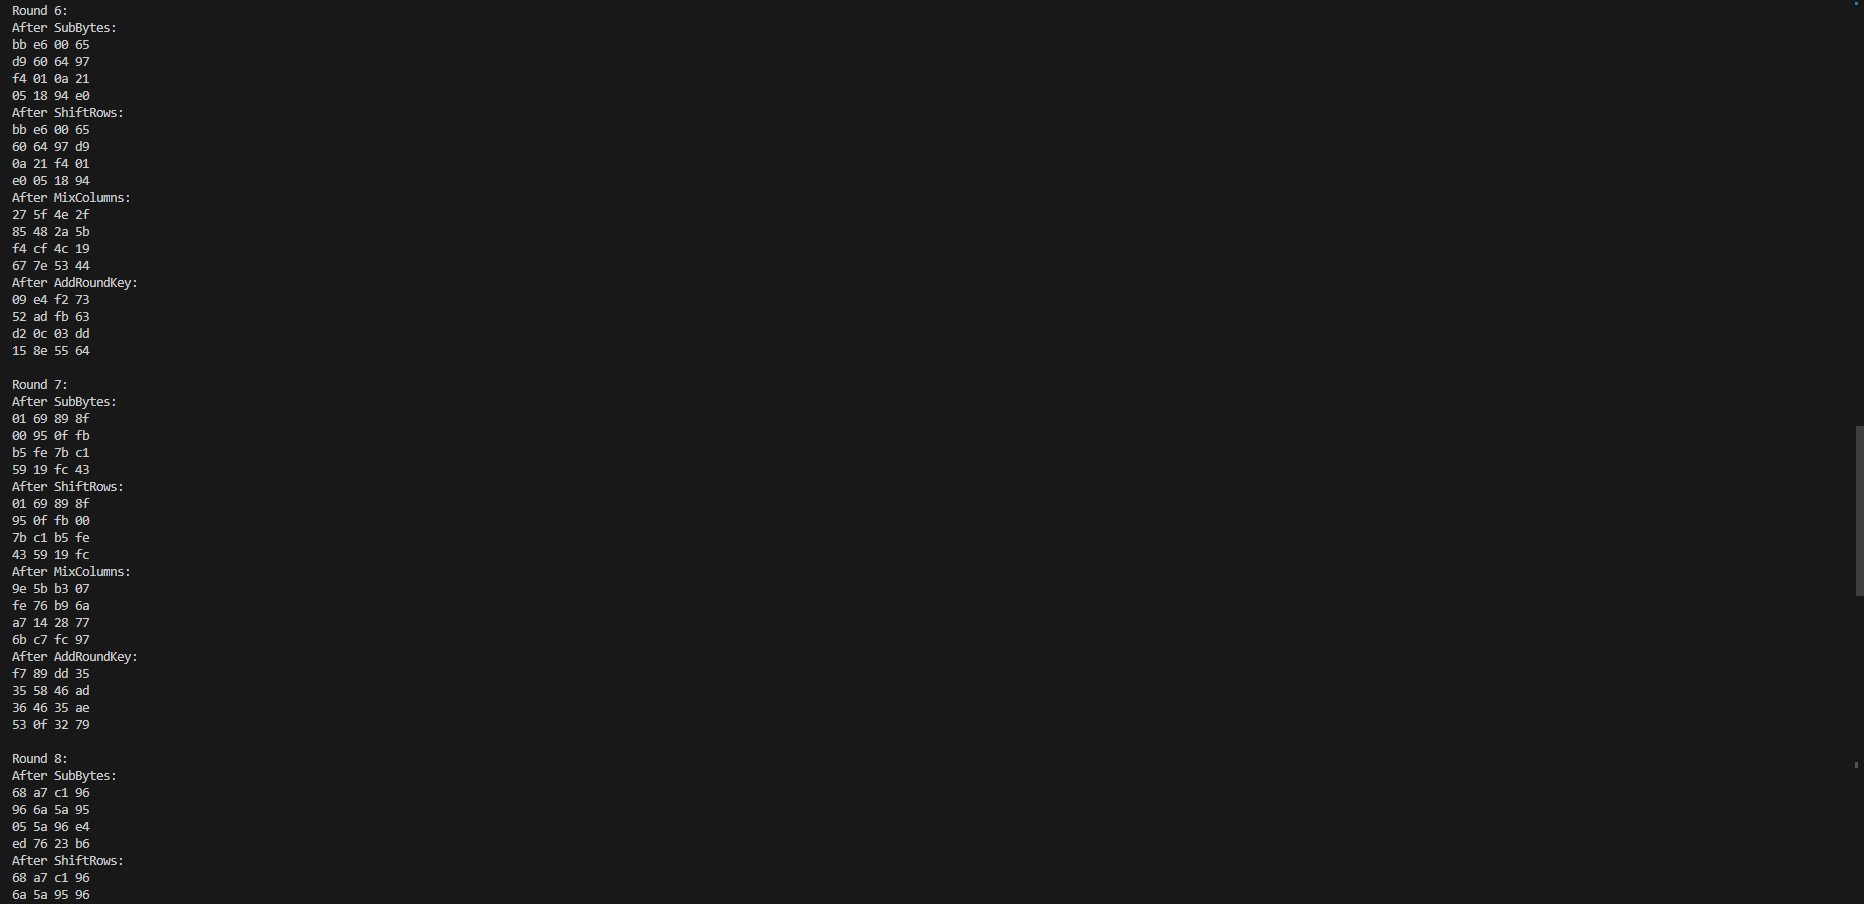 Round 6:
After SubBytes:
bb e6 00 65
d9 60 64 97
f4 01 0a 21
05 18 94 e0
After ShiftRows:
bb e6 00 65
60 64 97 d9
0a 21 f4 01
e0 05 18 94
After MixColumns:
27 5f 4e 2f
85 48 2a 5b
f4 cf 4c 19
67 7e 53 44
After AddRoundKey:
09 e4 f2 73
52 ad fb 63
d2 0c 03 dd
15 8e 55 64
Round 7:
After SubBytes:
01 69 89 8f
00 95 0f fb
b5 fe 7b c1
59 19 fc 43
After ShiftRows:
01 69 89 8f
95 0f fb 00
7b c1 b5 fe
43 59 19 fc
After MixColumns:
9e 5b b3 07
fe 76 b9 6a
a7 14 28 77
6b c7 fc 97
After AddRoundKey:
f7 89 dd 35
35 58 46 ad
36 46 35 ae
53 0f 32 79
Round 8:
After SubBytes:
68 a7 c1 96
96 6a 5a 95
05 5a 96 e4
ed 76 23 b6
After ShiftRows:
68 a7 c1 96
6a 5a 95 96